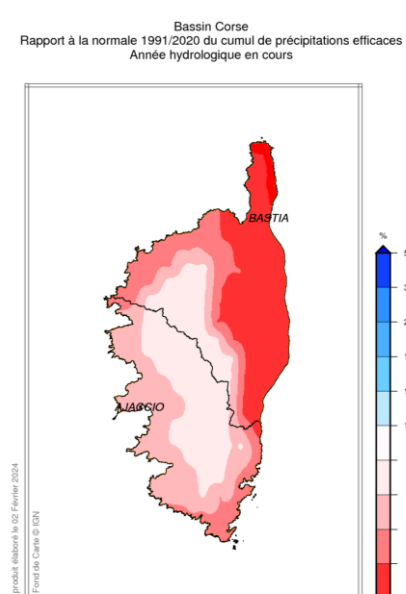 Bassin Corse
Rapport à la normale 1991/2020 du cumul de précipitations efficaces
Année hydrologique en cours
%
BASTIA
AJACCIO
produit élaboré le 02 Février 2024
Fond de Carte © IGN